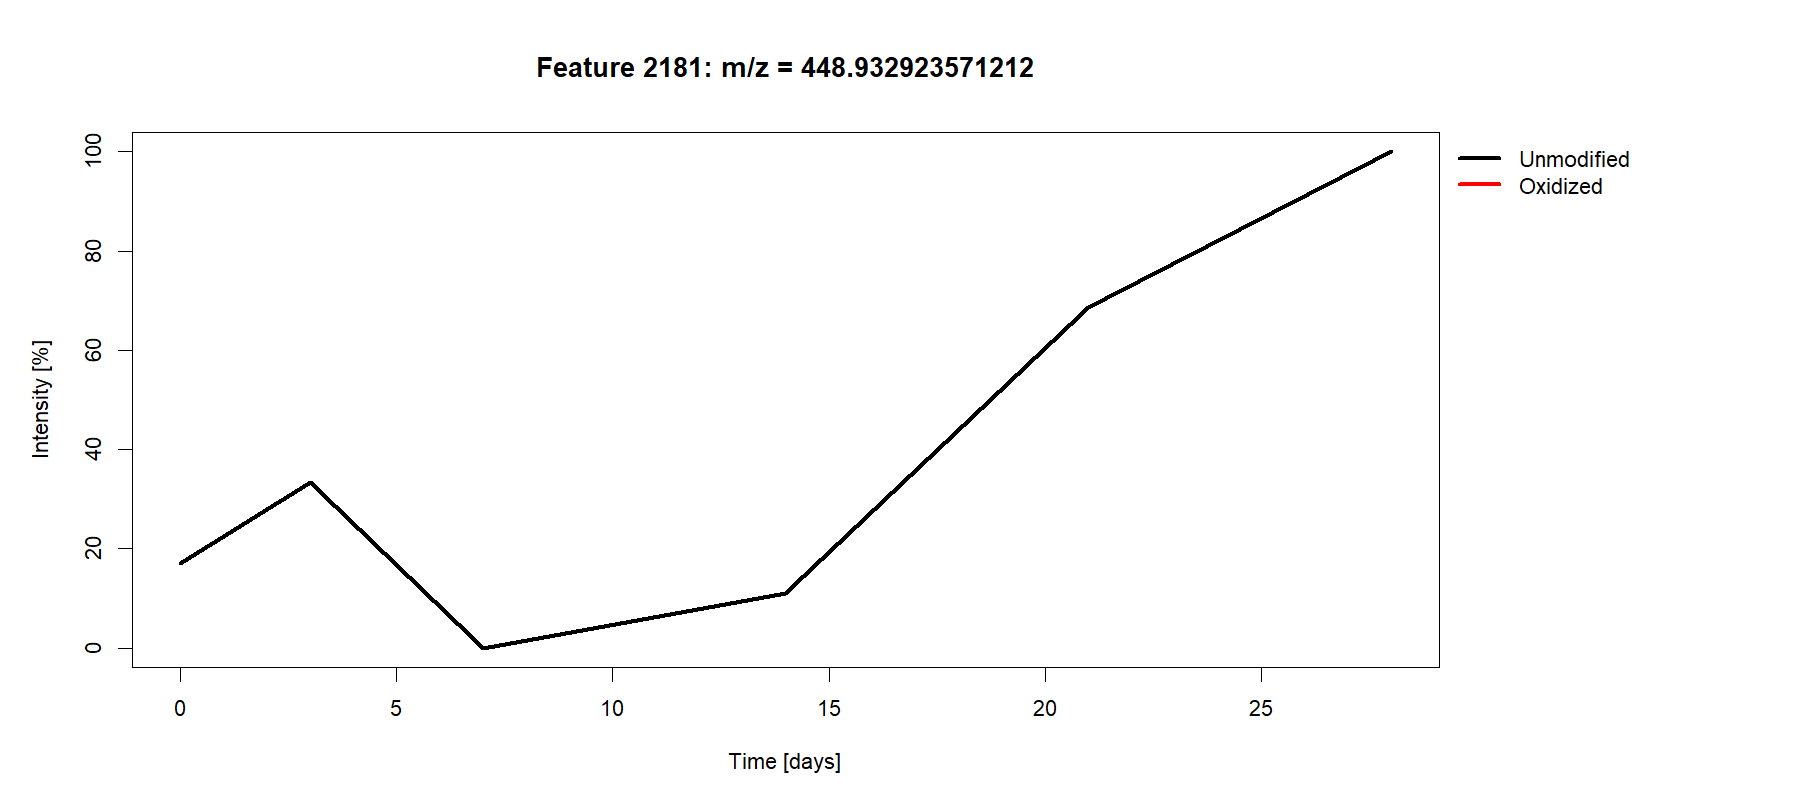 Feature 2181: m/z = 448.932923571212
100
80
60
40
20
0
Intensity [%]
0 5 10 15 20 25
Time [days]
Unmodified
Oxidized